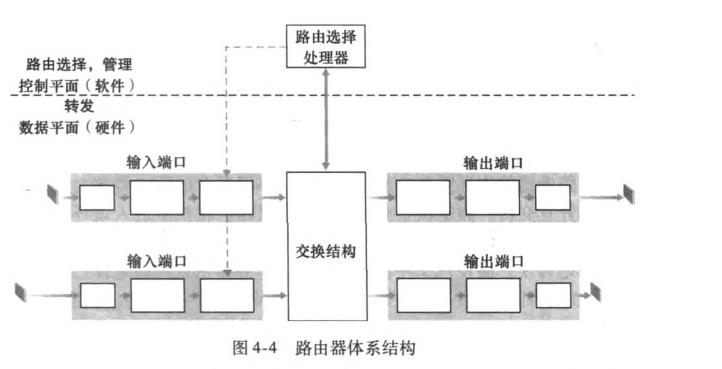 路由选择
处理器
路由选择，管理
控制平面（软件）
转发
数据平面（硬件）
输入端口
输出端口
交换结构
输入端口
输出端口
图 4-4 路由器体系结构